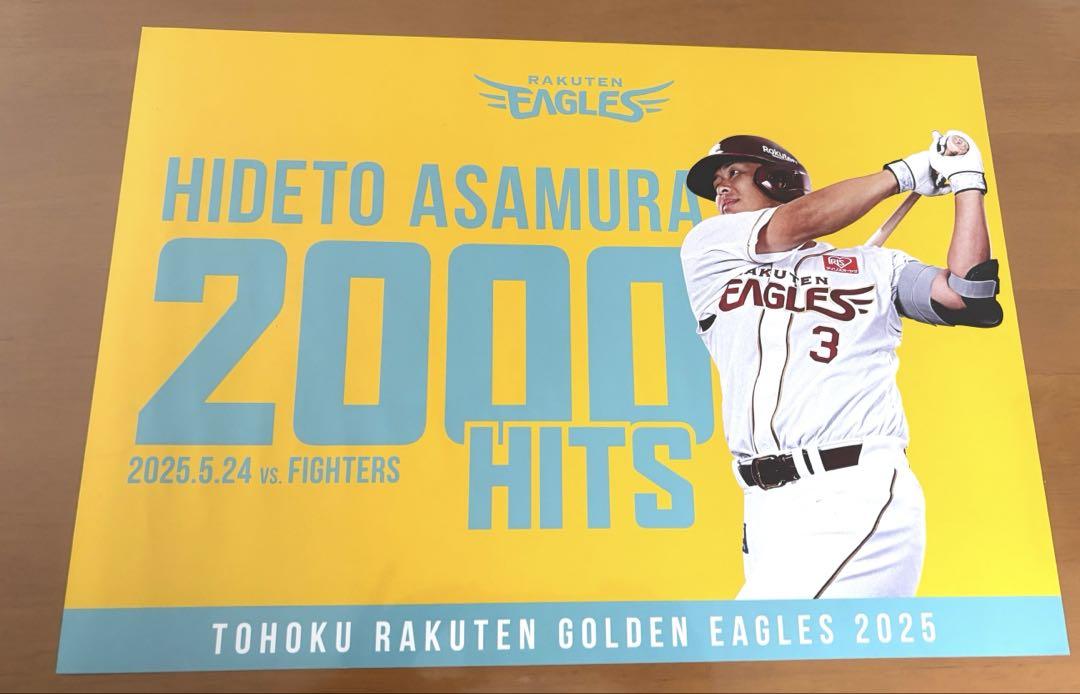 RAKUTEN
EAGLES
HIDETO ASAMURA
2000
HITS
2025.5.24 vs. FIGHTERS
Rakuten
RAKUTEN
EAGLES
3
TOHOKU RAKUTEN GOLDEN EAGLES 2025